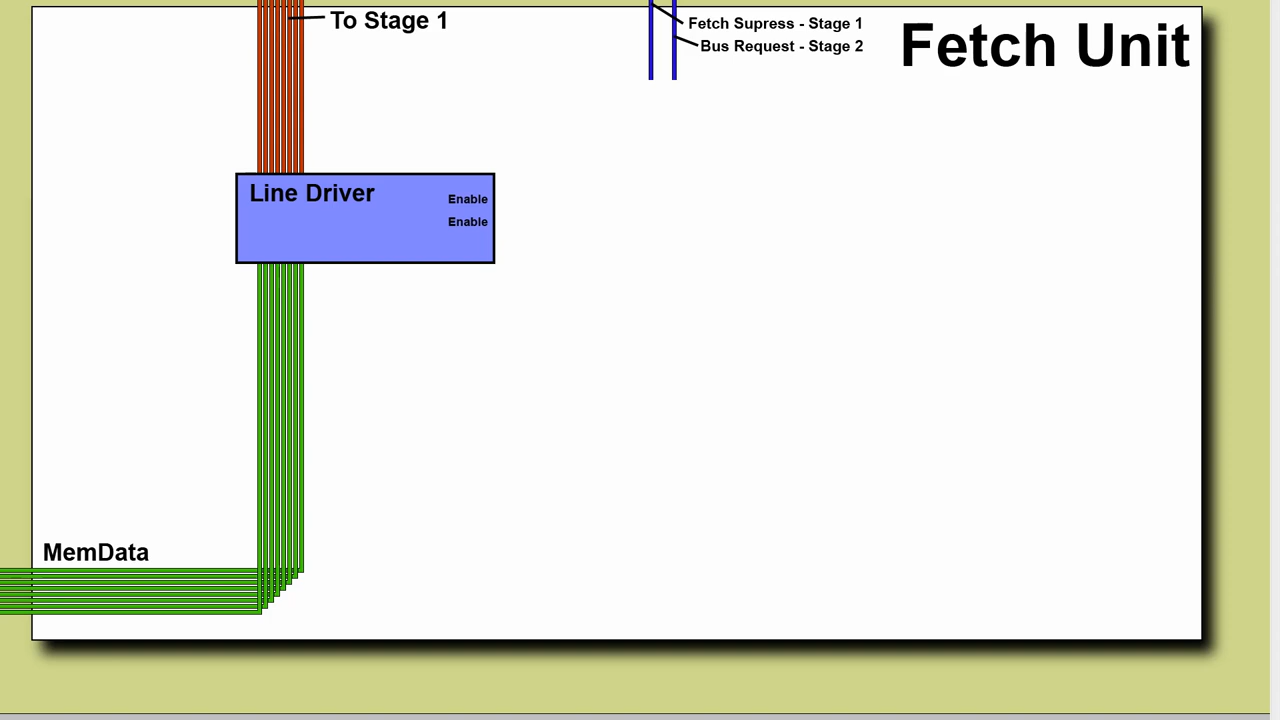 To Stage 1
Fetch Supress - Stage 1
Bus Request - Stage 2
Fetch Unit
Line Driver
Enable
Enable
MemData